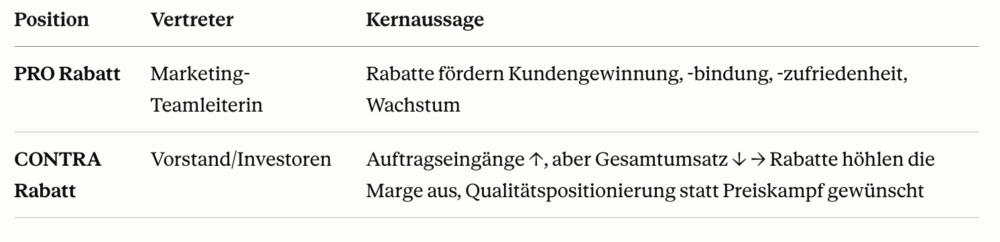 Position Vertreter Kernaussage
PRO Rabatt Marketing- Rabatte fördern Kundengewinnung, -bindung, -zufriedenheit,
Teamleiterin Wachstum
CONTRA Vorstand/Investoren Auftragseingänge ↑, aber Gesamtumsatz ↓ → Rabatte höhlen die
Rabatt Marge aus, Qualitätspositionierung statt Preiskampf gewünscht